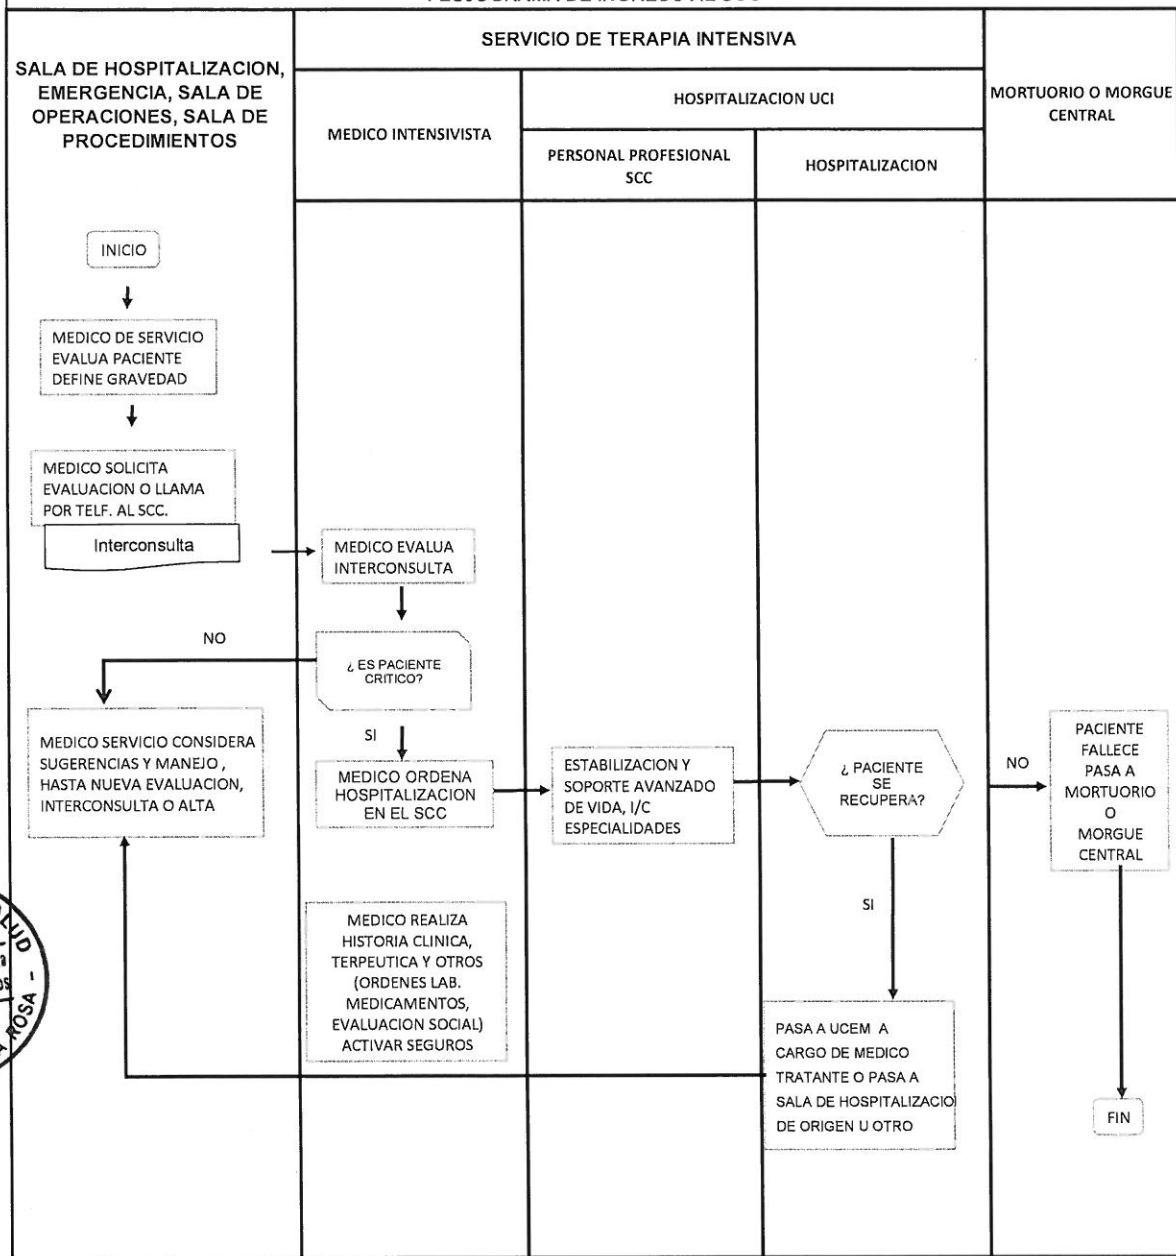 SERVICIO DE TERAPIA INTENSIVA
SALA DE HOSPITALIZACION,
EMERGENCIA, SALA DE
OPERACIONES, SALA DE
PROCEDIMIENTOS
MEDICO INTENSIVISTA
HOSPITALIZACION UCI
PERSONAL PROFESIONAL
SCC
HOSPITALIZACION
MORTUORIO O MORGUE
CENTRAL
INICIO
MEDICO DE SERVICIO
EVALUA PACIENTE
DEFINE GRAVEDAD
MEDICO SOLICITA
EVALUACION O LLAMA
POR TELF. AL SCC.
Interconsulta
MEDICO EVALUA
INTERCONSULTA
NO
¿ ES PACIENTE
CRITICO?
SI
MEDICO SERVICIO CONSIDERA
SUGERENCIAS Y MANEJO ,
HASTA NUEVA EVALUACION,
INTERCONSULTA O ALTA
MEDICO ORDENA
HOSPITALIZACION
EN EL SCC
ESTABILIZACION Y
SOPORTE AVANZADO
DE VIDA, I/C
ESPECIALIDADES
¿ PACIENTE
SE
RECUPERA?
NO
PACIENTE
FALLECE
PASA A
MORTUORIO
O
MORGUE
CENTRAL
SI
MEDICO REALIZA
HISTORIA CLINICA,
TERPEUTICA Y OTROS
(ORDENES LAB.
MEDICAMENTOS,
EVALUACION SOCIAL)
ACTIVAR SEGUROS
PASA A UCEM A
CARGO DE MEDICO
TRATANTE O PASA A
SALA DE HOSPITALIZACIO
DE ORIGEN U OTRO
FIN
ROSA -